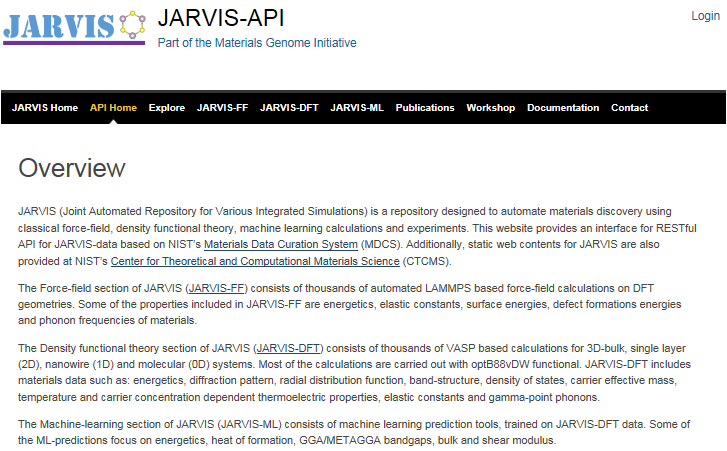 JARVIS
JARVIS-API
Login
Part of the Materials Genome Initiative
JARVIS Home API Home Explore JARVIS-FF JARVIS-DFT JARVIS-ML Publications Workshop Documentation Contact
Overview
JARVIS (Joint Automated Repository for Various Integrated Simulations) is a repository designed to automate materials discovery using
classical force-field, density functional theory, machine learning calculations and experiments. This website provides an interface for RESTful
API for JARVIS-data based on NIST's Materials Data Curation System (MDCS). Additionally, static web contents for JARVIS are also
provided at NIST's Center for Theoretical and Computational Materials Science (CTCMS).
The Force-field section of JARVIS (JARVIS-FF) consists of thousands of automated LAMMPS based force-field calculations on DFT
geometries. Some of the properties included in JARVIS-FF are energetics, elastic constants, surface energies, defect formations energies
and phonon frequencies of materials.
The Density functional theory section of JARVIS (JARVIS-DFT) consists of thousands of VASP based calculations for 3D-bulk, single layer
(2D), nanowire (1D) and molecular (0D) systems. Most of the calculations are carried out with optB88vDW functional. JARVIS-DFT includes
materials data such as: energetics, diffraction pattern, radial distribution function, band-structure, density of states, carrier effective mass,
temperature and carrier concentration dependent thermoelectric properties, elastic constants and gamma-point phonons.
The Machine-learning section of JARVIS (JARVIS-ML) consists of machine learning prediction tools, trained on JARVIS-DFT data. Some of
the ML-predictions focus on energetics, heat of formation, GGA/METAGGA bandgaps, bulk and shear modulus.